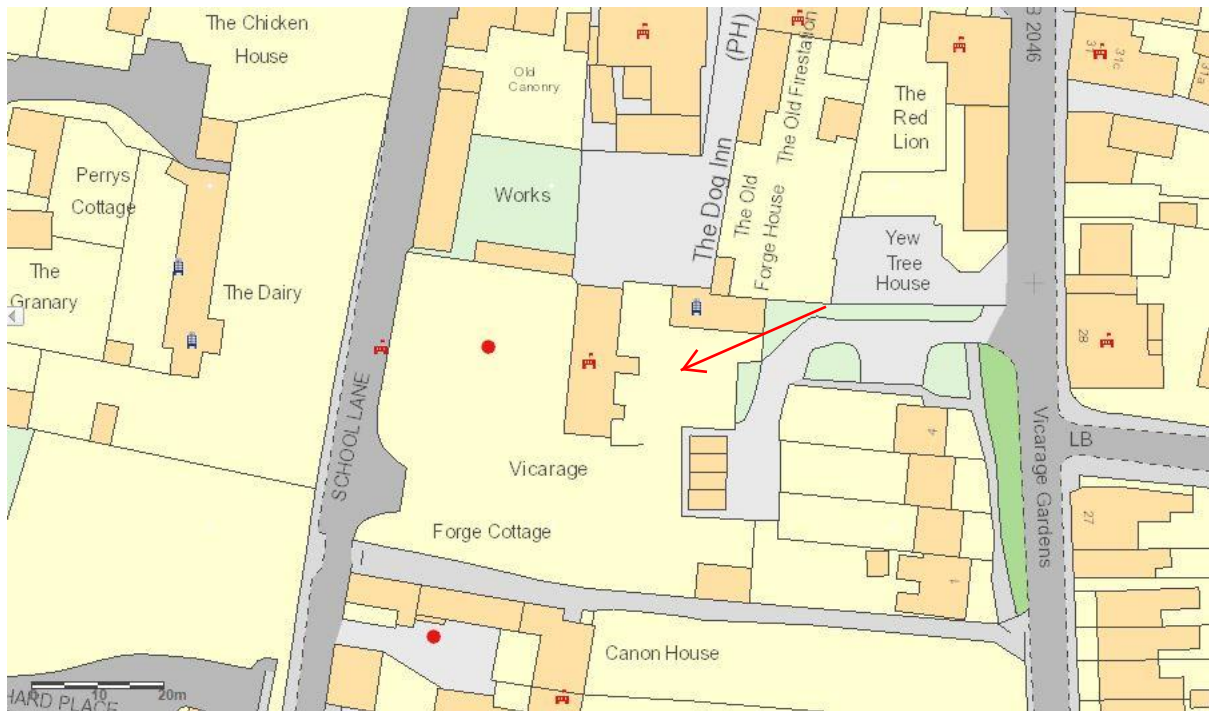 The Chicken
House
Old
Canonry
(PH)
The Old Firestation
B 2046
31
31c
31a
The
Red
Lion
Perrys
Cottage
Works
The Dog Inn
The Old
Forge House
Yew
Tree
House
The
Granary
The Dairy
28
SCHOOL LANE
4
LB
Vicarage Gardens
Vicarage
27
Forge Cottage
1
Canon House
HARD PLACE
0 10 20m